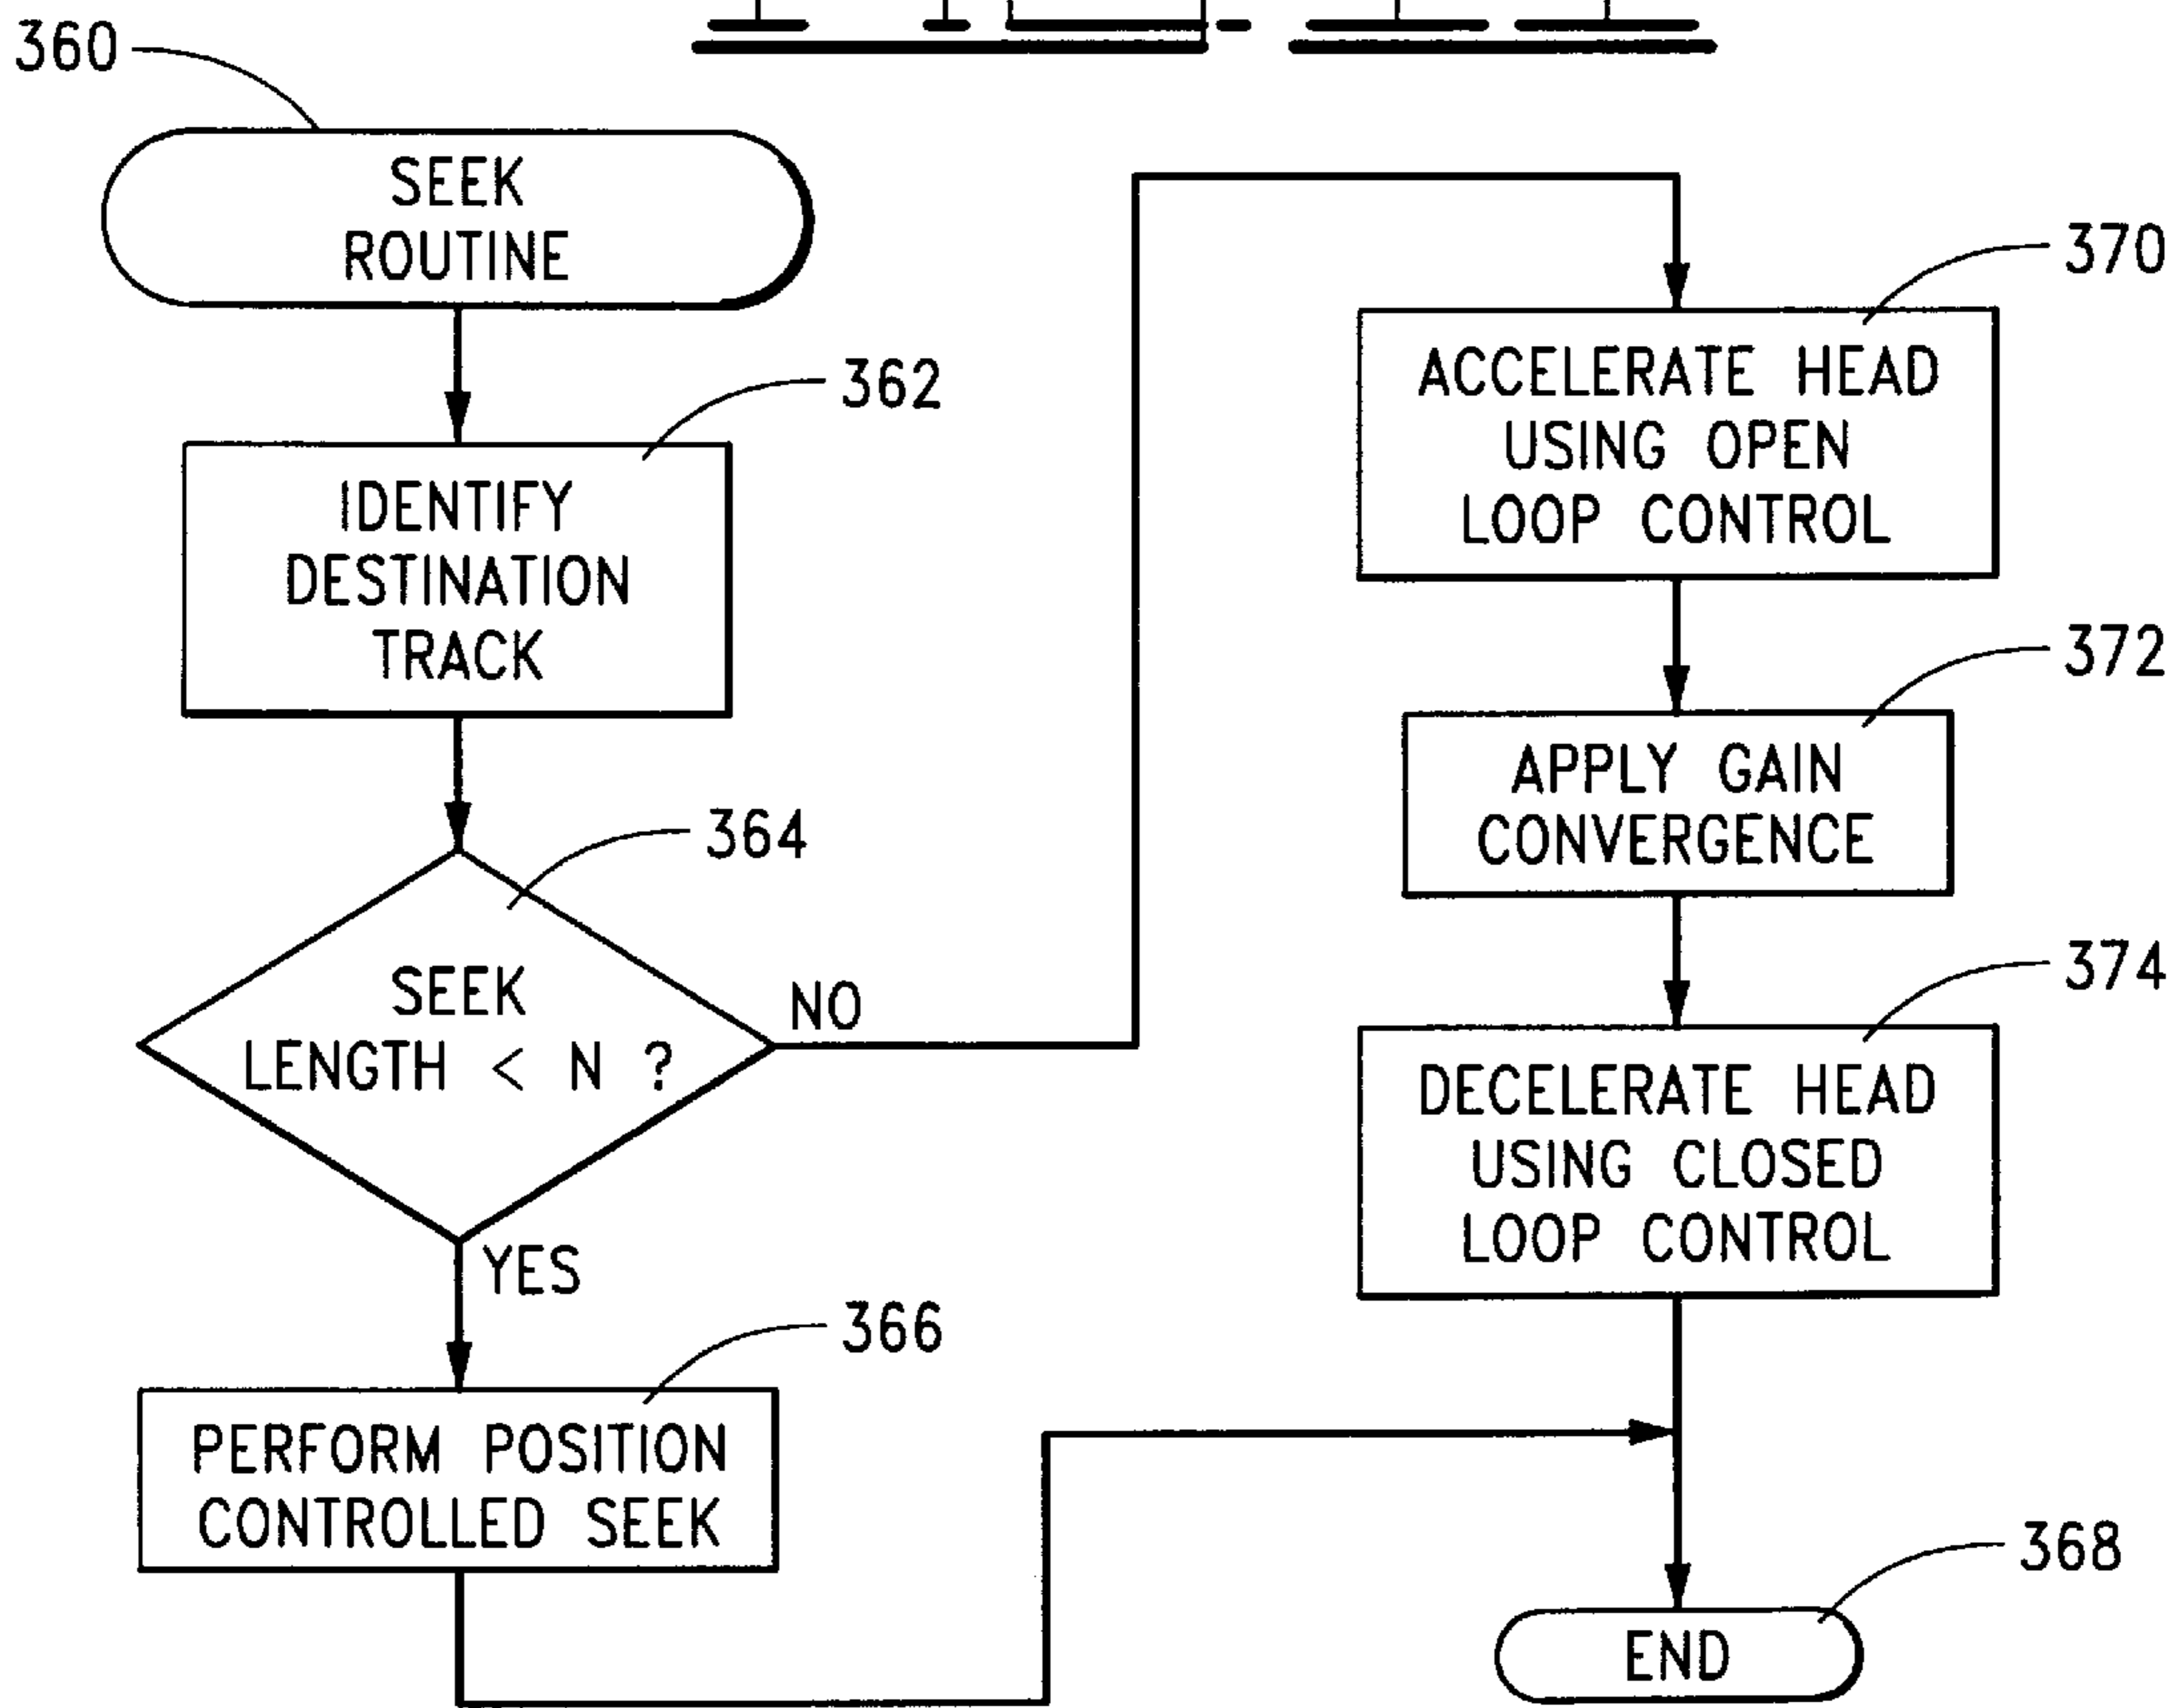 360
SEEK
ROUTINE
362
IDENTIFY
DESTINATION
TRACK
364
SEEK
LENGTH < N ?
NO
YES
366
PERFORM POSITION
CONTROLLED SEEK
370
ACCELERATE HEAD
USING OPEN
LOOP CONTROL
372
APPLY GAIN
CONVERGENCE
374
DECELERATE HEAD
USING CLOSED
LOOP CONTROL
368
END